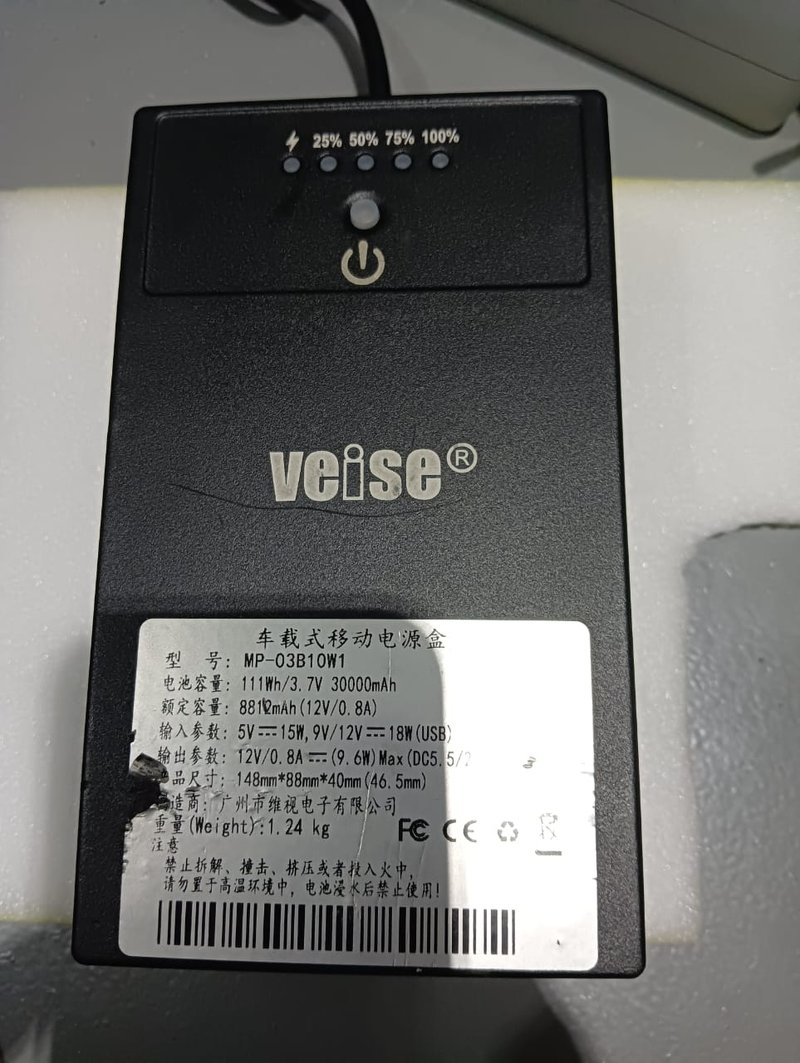 25% 50% 75% 100%
veise®
车载式移动电源盒
型 号: MP-03B10W1
电池容量: 111Wh/3.7V 30000mAh
额定容量: 8812mAh(12V/0.8A)
输入参数: 5V⎓15W,9V/12V⎓18W(USB)
输出参数: 12V/0.8A⎓(9.6W)Max(DC5.5/2
品尺寸: 148mm*88mm*40mm(46.5mm)
造商: 广州市维视电子有限公司
重量(Weight):1.24 kg
FC CE
注意
禁止拆解、撞击、挤压或者投入火中,
请勿置于高温环境中, 电池浸水后禁止使用!